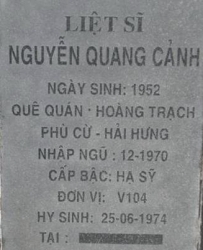 LIỆT SĨ
NGUYỄN QUANG CẢNH
NGÀY SINH: 1952
QUÊ QUÁN - HOÀNG TRẠCH
PHÙ CỪ - HẢI HƯNG
NHẬP NGŨ : 12-1970
CẤP BẬC: HẠ SỸ
ĐƠN VỊ: V104
HY SINH: 25-06-1974
TẠI :